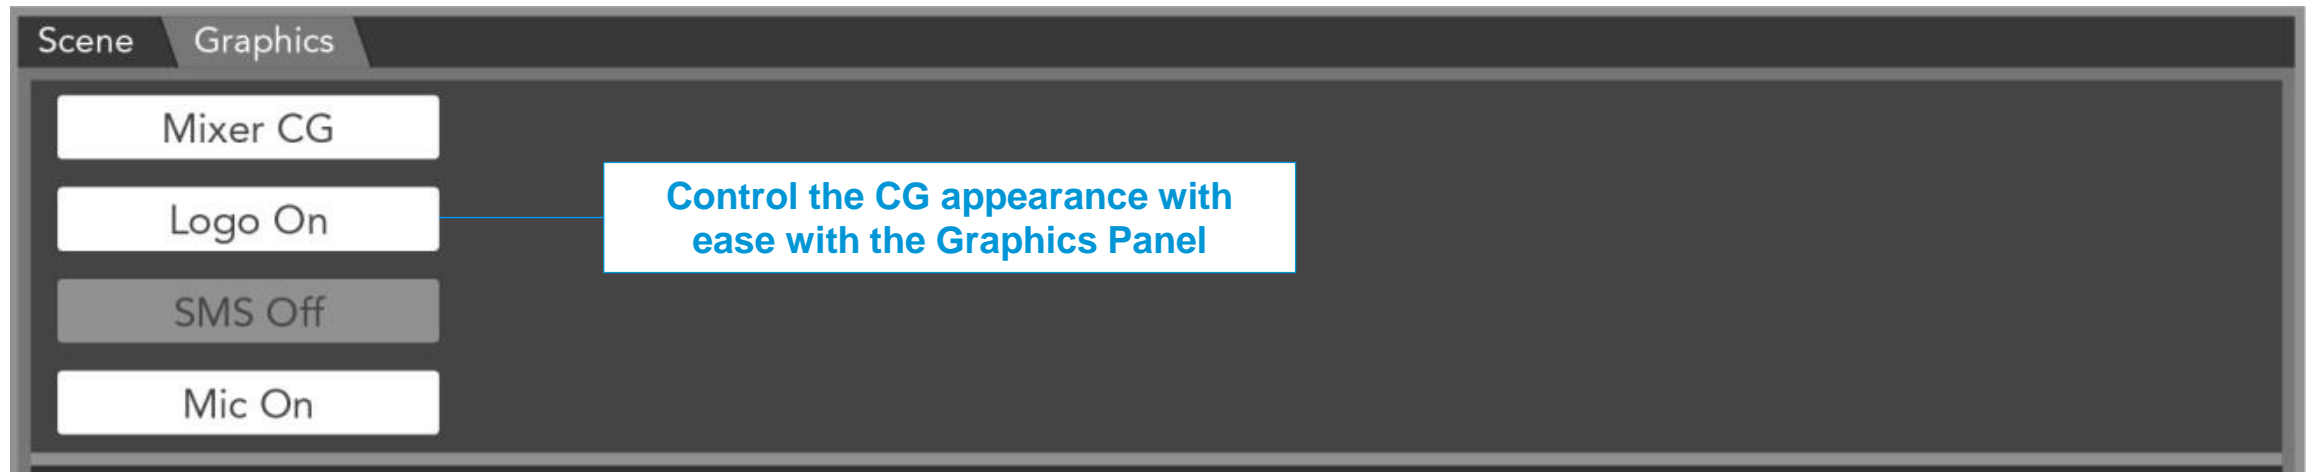 Scene Graphics
Mixer CG
Logo On
Control the CG appearance with
ease with the Graphics Panel
SMS Off
Mic On